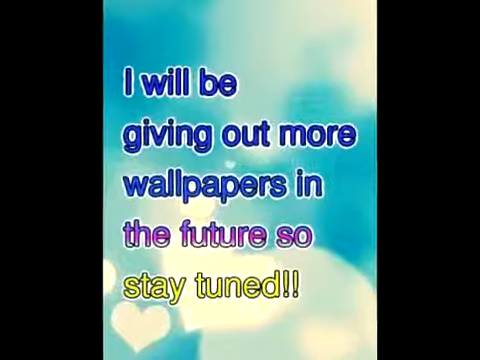 I will be
giving out more
wallpapers in
the future so
stay tuned!!